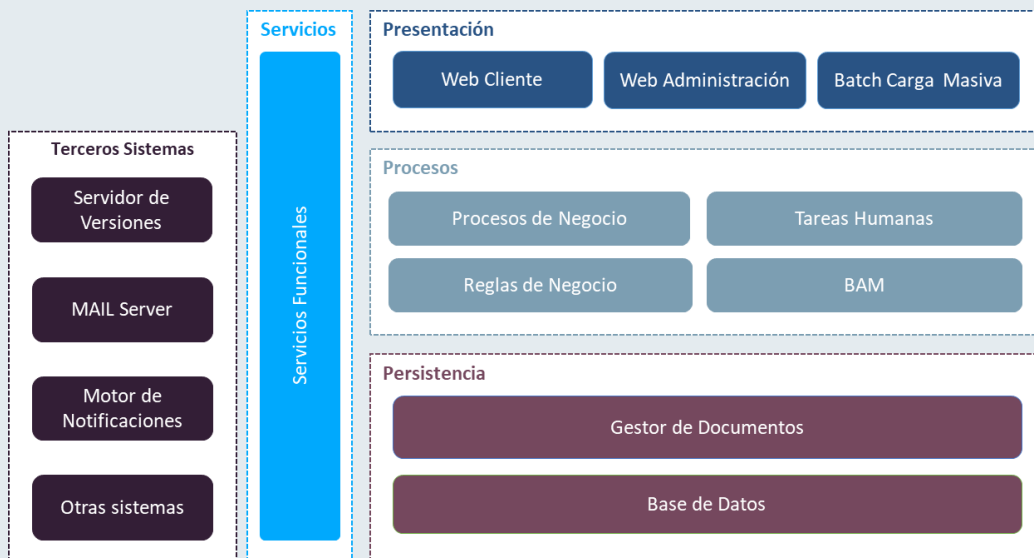 Servicios
Servicios Funcionales
Presentación
Web Cliente
Web Administración
Batch Carga Masiva
Terceros Sistemas
Servidor de
Versiones
MAIL Server
Motor de
Notificaciones
Otras sistemas
Procesos
Procesos de Negocio
Tareas Humanas
Reglas de Negocio
BAM
Persistencia
Gestor de Documentos
Base de Datos